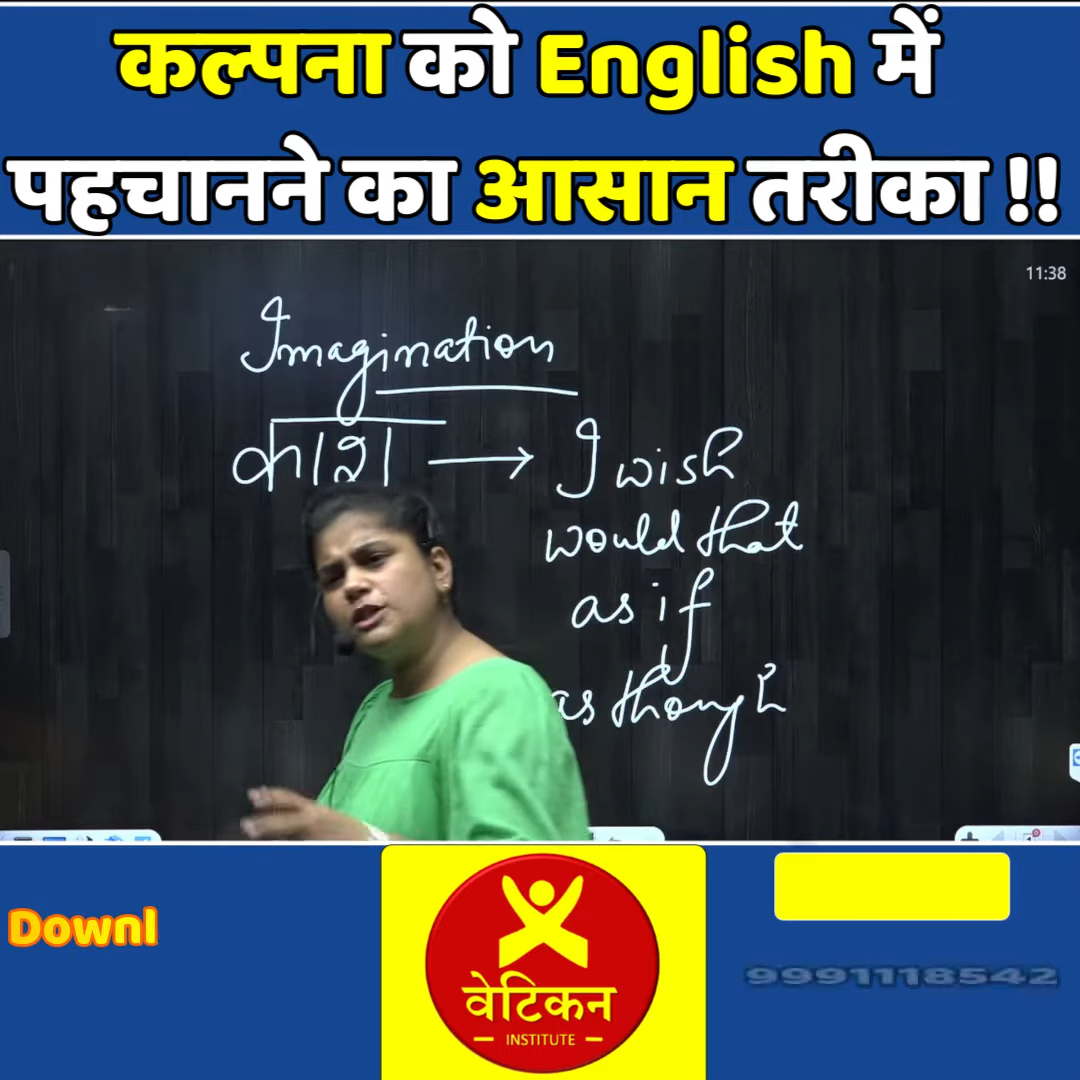 कल्पना को English में
पहचानने का आसान तरीका !!
11:38
Imagination
काश → I wish
would that
as if
as though
Downl
वेटिकन
INSTITUTE
9991118542